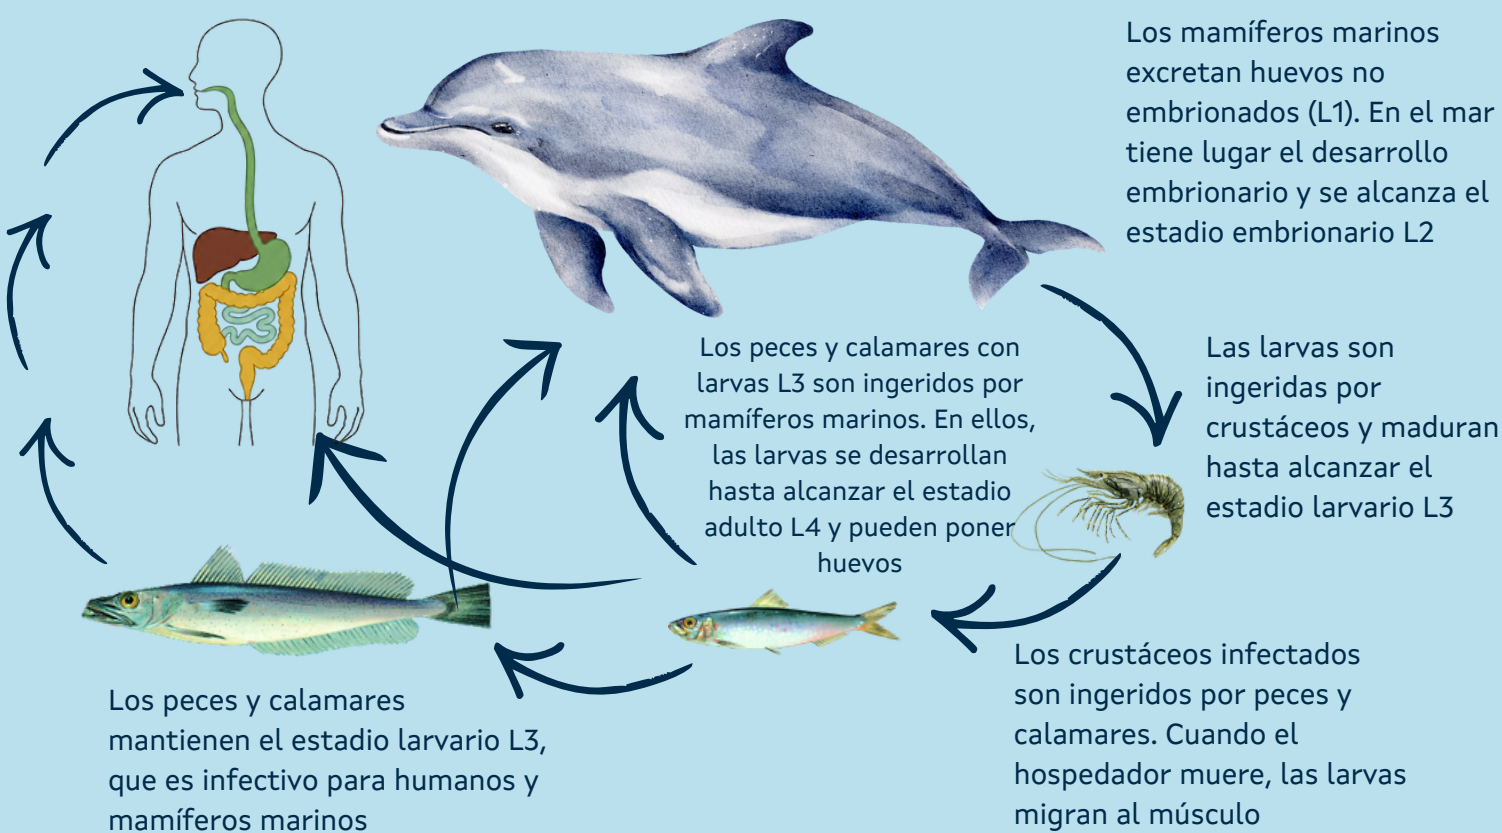 Los mamíferos marinos
excretan huevos no
embrionados (L1). En el mar
tiene lugar el desarrollo
embrionario y se alcanza el
estadio embrionario L2
Las larvas son
ingeridas por
crustáceos y maduran
hasta alcanzar el
estadio larvario L3
Los peces y calamares con
larvas L3 son ingeridos por
mamíferos marinos. En ellos,
las larvas se desarrollan
hasta alcanzar el estadio
adulto L4 y pueden poner
huevos
Los crustáceos infectados
son ingeridos por peces y
calamares. Cuando el
hospedador muere, las larvas
migran al músculo
Los peces y calamares
mantienen el estadio larvario L3,
que es infectivo para humanos y
mamíferos marinos